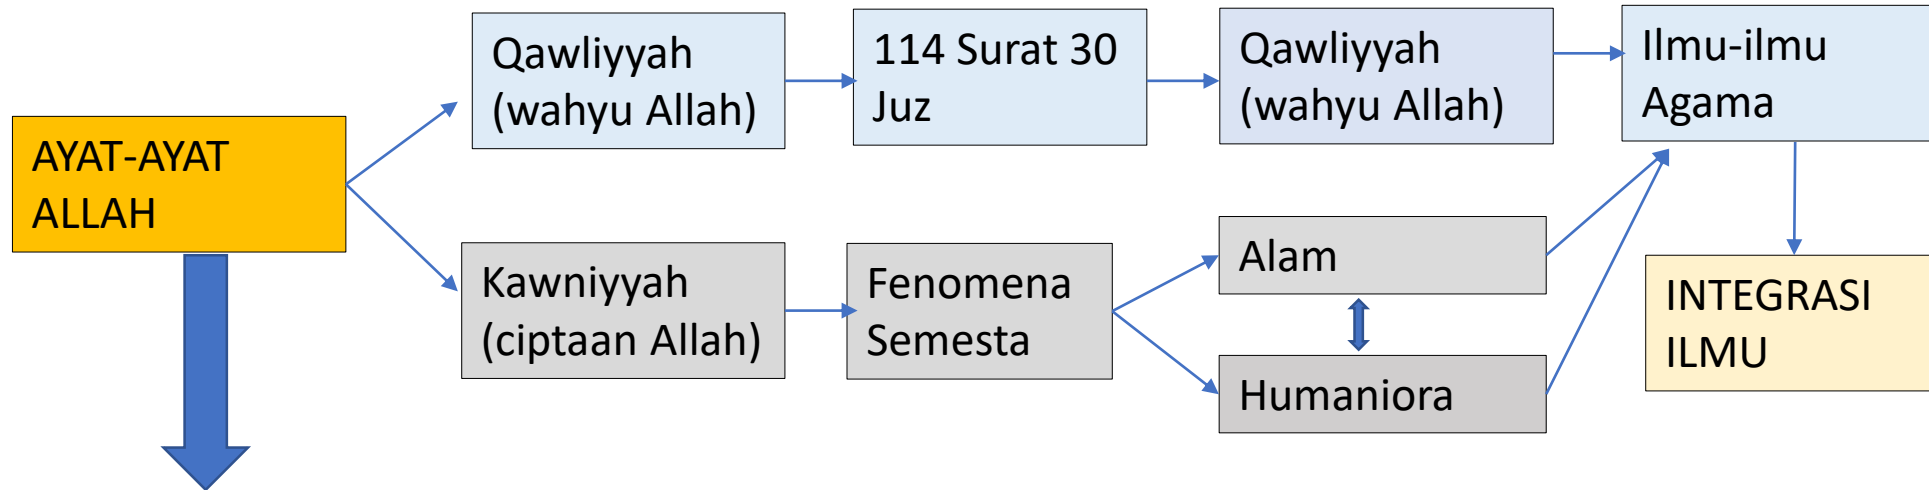 AYAT-AYAT
ALLAH
Qawliyyah
(wahyu Allah)
114 Surat 30
Juz
Qawliyyah
(wahyu Allah)
Ilmu-ilmu
Agama
Kawniyyah
(ciptaan Allah)
Fenomena
Semesta
Alam
Humaniora
INTEGRASI
ILMU